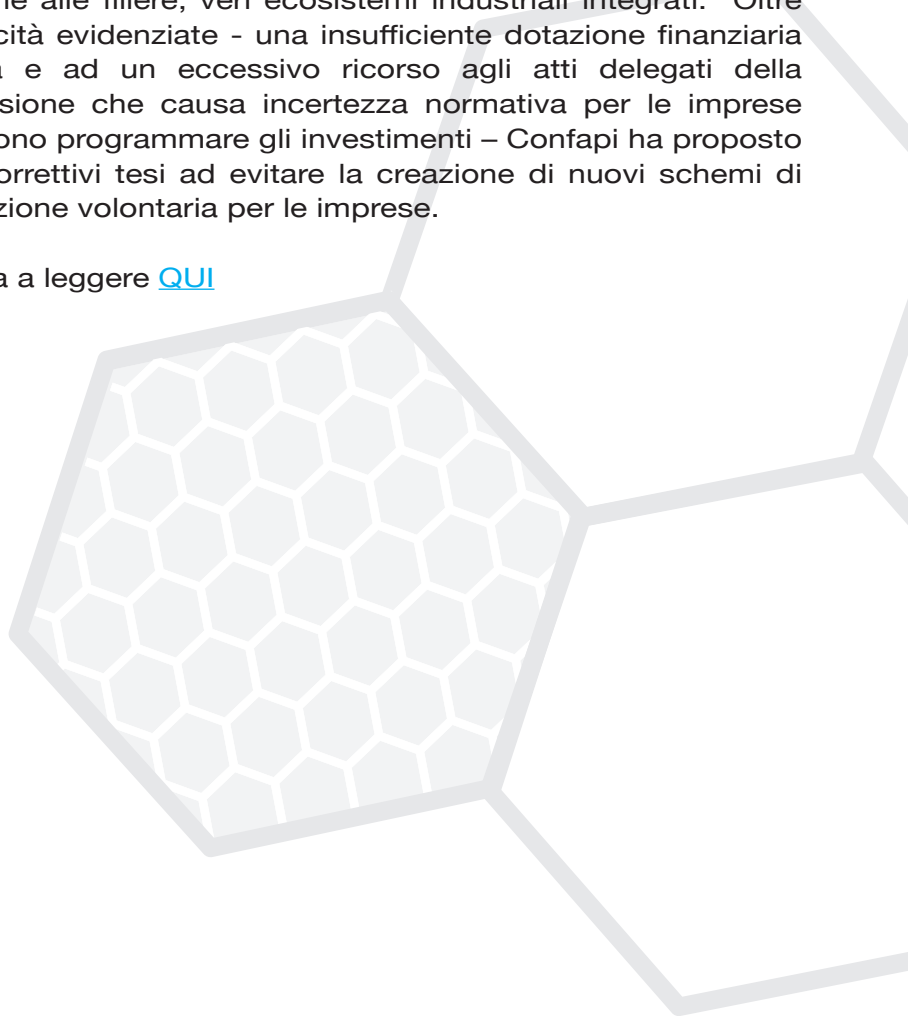 alle filiere, veri ecosistemi industriali integrati. Oltre
cità evidenziate - una insufficiente dotazione finanziaria
e ad un eccessivo ricorso agli atti delegati della
sione che causa incertezza normativa per le imprese
ono programmare gli investimenti – Confapi ha proposto
orrettivi tesi ad evitare la creazione di nuovi schemi di
zione volontaria per le imprese.
a leggere QUI